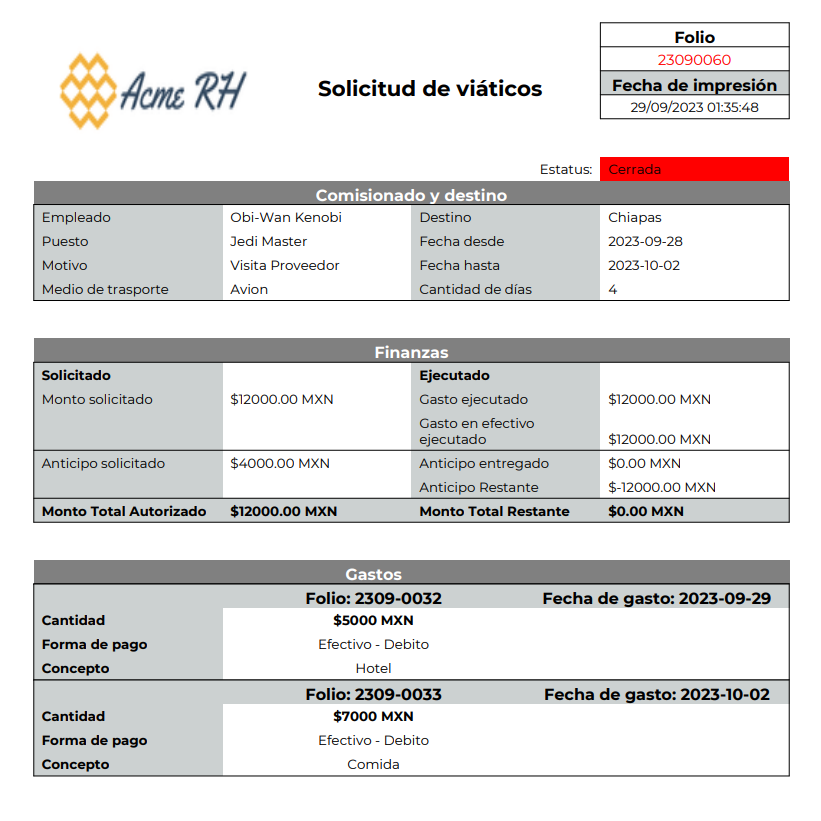 Folio
23090060
Acme RH
Solicitud de viáticos
Fecha de impresión
29/09/2023 01:35:48
Estatus: Cerrada
Comisionado y destino
Empleado Obi-Wan Kenobi Destino Chiapas
Puesto Jedi Master Fecha desde 2023-09-28
Motivo Visita Proveedor Fecha hasta 2023-10-02
Medio de trasporte Avion Cantidad de días 4
Finanzas
Solicitado Ejecutado
Monto solicitado $12000.00 MXN Gasto ejecutado $12000.00 MXN
Gasto en efectivo
ejecutado $12000.00 MXN
Anticipo solicitado $4000.00 MXN Anticipo entregado $0.00 MXN
Anticipo Restante $-12000.00 MXN
Monto Total Autorizado $12000.00 MXN Monto Total Restante $0.00 MXN
Gastos
Folio: 2309-0032 Fecha de gasto: 2023-09-29
Cantidad $5000 MXN
Forma de pago Efectivo - Debito
Concepto Hotel
Folio: 2309-0033 Fecha de gasto: 2023-10-02
Cantidad $7000 MXN
Forma de pago Efectivo - Debito
Concepto Comida